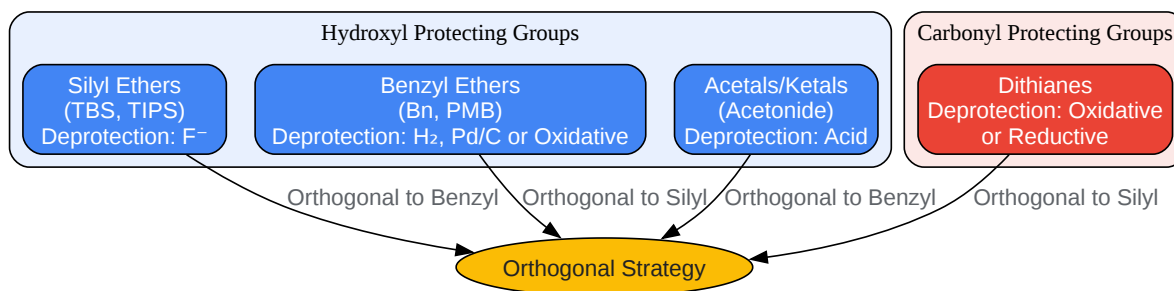 Hydroxyl Protecting Groups
Carbonyl Protecting Groups
Silyl Ethers
(TBS, TIPS)
Deprotection: F⁻
Benzyl Ethers
(Bn, PMB)
Deprotection: H₂, Pd/C or Oxidative
Acetals/Ketals
(Acetonide)
Deprotection: Acid
Dithianes
Deprotection: Oxidative
or Reductive
Orthogonal to Benzyl
Orthogonal to Silyl
Orthogonal to Benzyl
Orthogonal to Silyl
Orthogonal Strategy